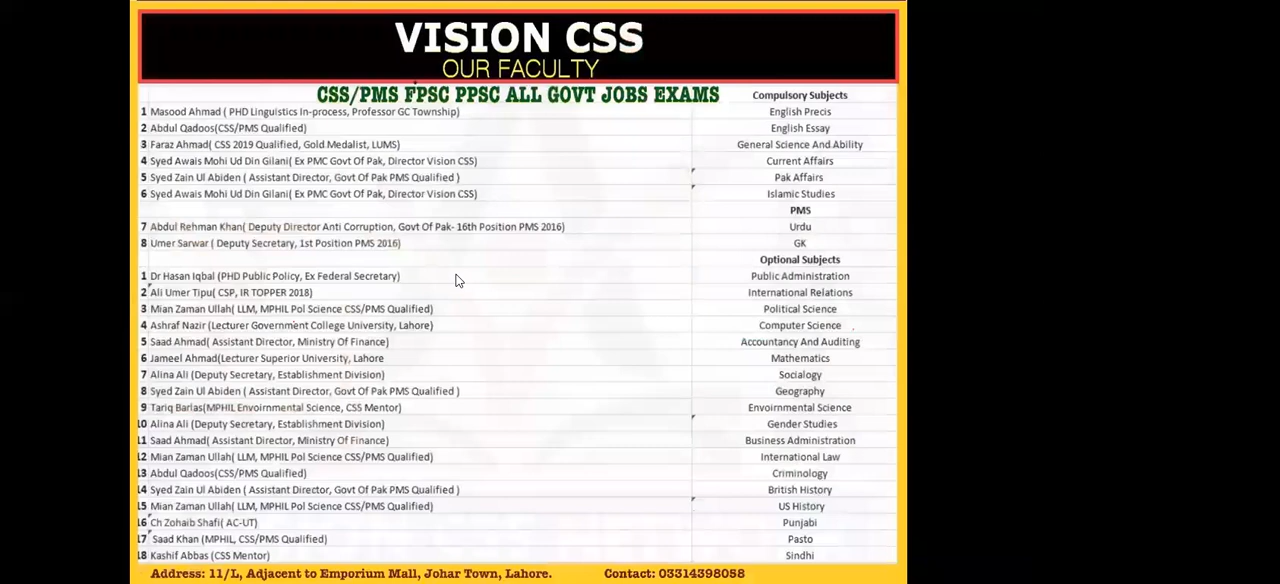 VISION CSS
OUR FACULTY
CSS/PMS FPSC PPSC ALL GOVT JOBS EXAMS Compulsory Subjects
1 Masood Ahmad ( PHD Linguistics In-process, Professor GC Township) English Precis
2 Abdul Qadoos(CSS/PMS Qualified) English Essay
3 Faraz Ahmad( CSS 2019 Qualified, Gold Medalist, LUMS) General Science And Ability
4 Syed Awais Mohi Ud Din Gilani( Ex PMC Govt Of Pak, Director Vision CSS) Current Affairs
5 Syed Zain Ul Abiden ( Assistant Director, Govt Of Pak PMS Qualified ) Pak Affairs
6 Syed Awais Mohi Ud Din Gilani( Ex PMC Govt Of Pak, Director Vision CSS) Islamic Studies
PMS
7 Abdul Rehman Khan( Deputy Director Anti Corruption, Govt Of Pak- 16th Position PMS 2016) Urdu
8 Umer Sarwar ( Deputy Secretary, 1st Position PMS 2016) GK
Optional Subjects
1 Dr Hasan Iqbal (PHD Public Policy, Ex Federal Secretary) Public Administration
2 Ali Umer Tipu( CSP, IR TOPPER 2018) International Relations
3 Mian Zaman Ullah( LLM, MPHIL Pol Science CSS/PMS Qualified) Political Science
4 Ashraf Nazir (Lecturer Government College University, Lahore) Computer Science
5 Saad Ahmad( Assistant Director, Ministry Of Finance) Accountancy And Auditing
6 Jameel Ahmad(Lecturer Superior University, Lahore Mathematics
7 Alina Ali (Deputy Secretary, Establishment Division) Socialogy
8 Syed Zain Ul Abiden ( Assistant Director, Govt Of Pak PMS Qualified ) Geography
9 Tariq Barlas(MPHIL Envoirnmental Science, CSS Mentor) Envoirnmental Science
10 Alina Ali (Deputy Secretary, Establishment Division) Gender Studies
11 Saad Ahmad( Assistant Director, Ministry Of Finance) Business Administration
12 Mian Zaman Ullah( LLM, MPHIL Pol Science CSS/PMS Qualified) International Law
13 Abdul Qadoos(CSS/PMS Qualified) Criminology
14 Syed Zain Ul Abiden ( Assistant Director, Govt Of Pak PMS Qualified ) British History
15 Mian Zaman Ullah( LLM, MPHIL Pol Science CSS/PMS Qualified) US History
16 Ch Zohaib Shafi( AC-UT) Punjabi
17 Saad Khan (MPHIL, CSS/PMS Qualified) Pasto
18 Kashif Abbas (CSS Mentor) Sindhi
Address: 11/L, Adjacent to Emporium Mall, Johar Town, Lahore. Contact: 03314398058